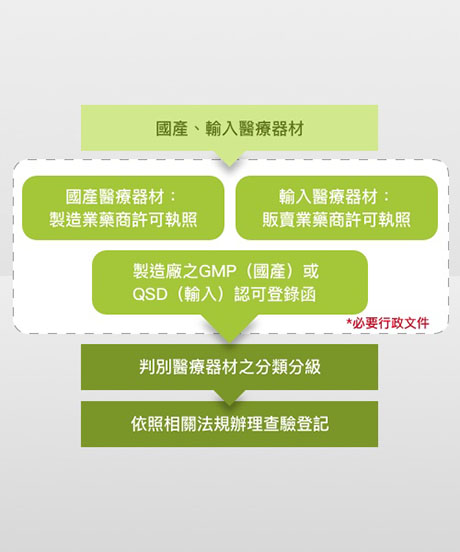 國產、輸入醫療器材
國產醫療器材：
製造業藥商許可執照
輸入醫療器材：
販賣業藥商許可執照
製造廠之GMP（國產）或
QSD（輸入）認可登錄函
*必要行政文件
判別醫療器材之分類分級
依照相關法規辦理查驗登記